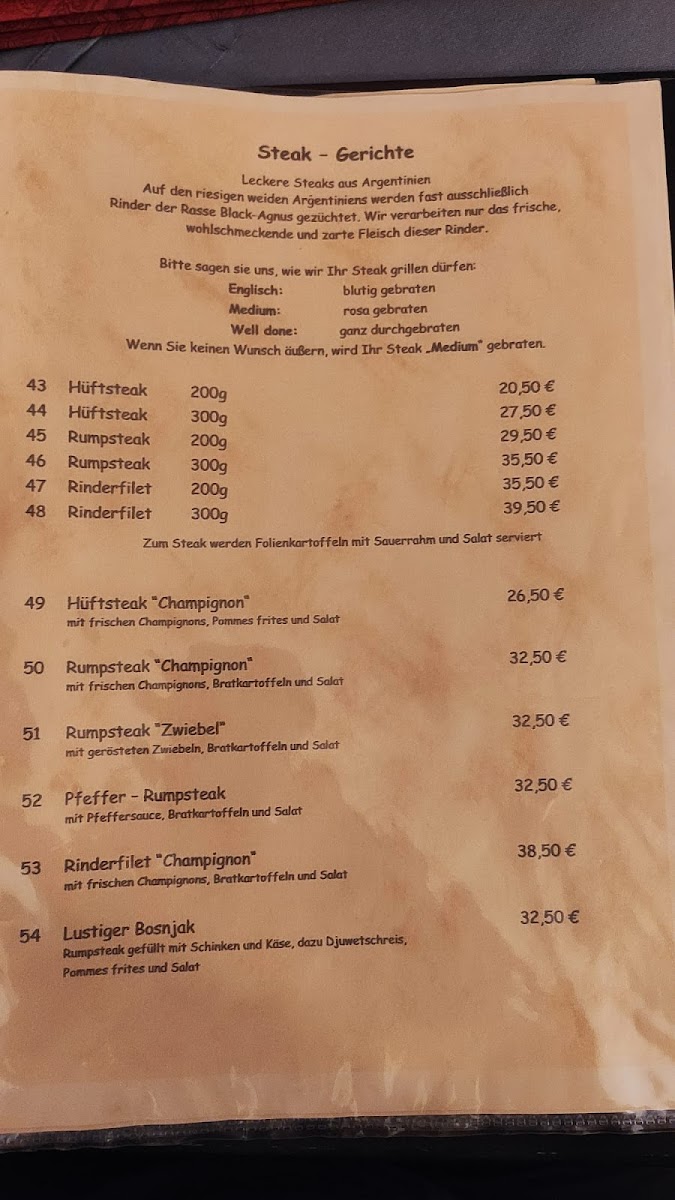 Steak - Gerichte
Leckere Steaks aus Argentinien
Auf den riesigen weiden Argentiniens werden fast ausschließlich
Rinder der Rasse Black-Agnus gezüchtet. Wir verarbeiten nur das frische,
wohlschmeckende und zarte Fleisch dieser Rinder.
Bitte sagen sie uns, wie wir Ihr Steak grillen dürfen:
Englisch: blutig gebraten
Medium: rosa gebraten
Well done: ganz durchgebraten
Wenn Sie keinen Wunsch äußern, wird Ihr Steak „Medium" gebraten.
43 Hüftsteak 200g 20,50 €
44 Hüftsteak 300g 27,50 €
45 Rumpsteak 200g 29,50 €
46 Rumpsteak 300g 35,50 €
47 Rinderfilet 200g 35,50 €
48 Rinderfilet 300g 39,50 €
Zum Steak werden Folienkartoffeln mit Sauerrahm und Salat serviert
49 Hüftsteak "Champignon" 26,50 €
mit frischen Champignons, Pommes frites und Salat
50 Rumpsteak "Champignon" 32,50 €
mit frischen Champignons, Bratkartoffeln und Salat
51 Rumpsteak "Zwiebel" 32,50 €
mit gerösteten Zwiebeln, Bratkartoffeln und Salat
52 Pfeffer - Rumpsteak 32,50 €
mit Pfeffersauce, Bratkartoffeln und Salat
53 Rinderfilet "Champignon" 38,50 €
mit frischen Champignons, Bratkartoffeln und Salat
54 Lustiger Bosnjak 32,50 €
Rumpsteak gefüllt mit Schinken und Käse, dazu Djuwetschreis,
Pommes frites und Salat